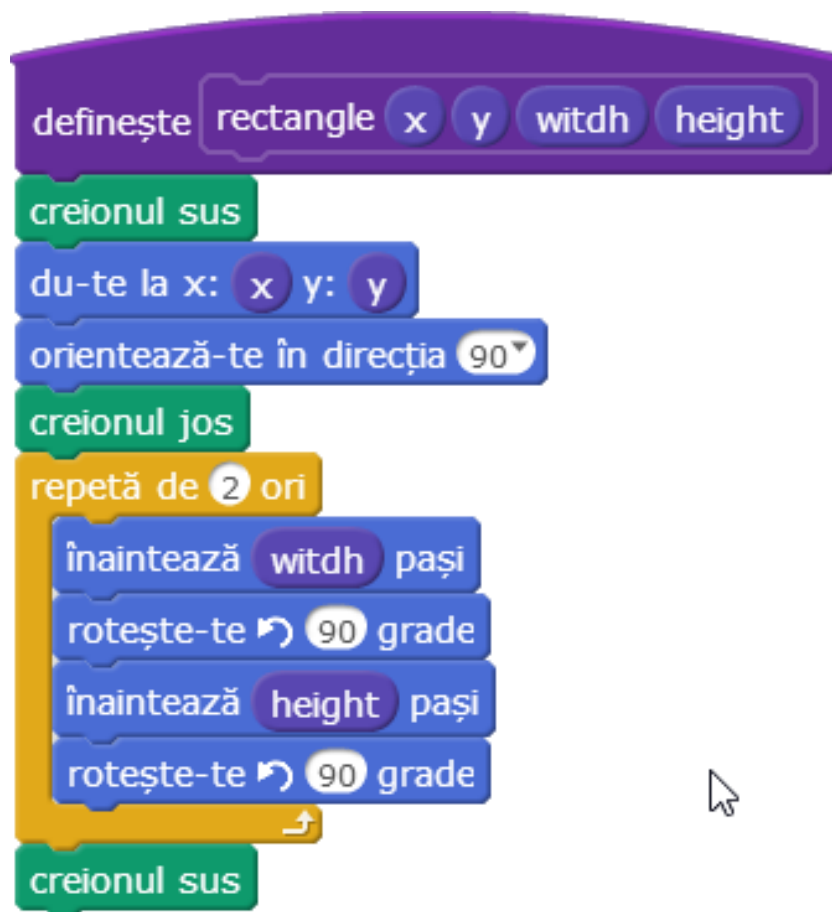 definește rectangle x y witdh height
creionul sus
du-te la x: x y: y
orientează-te în direcția 90
creionul jos
repetă de 2 ori
înaintează witdh pași
rotește-te 90 grade
înaintează height pași
rotește-te 90 grade
creionul sus